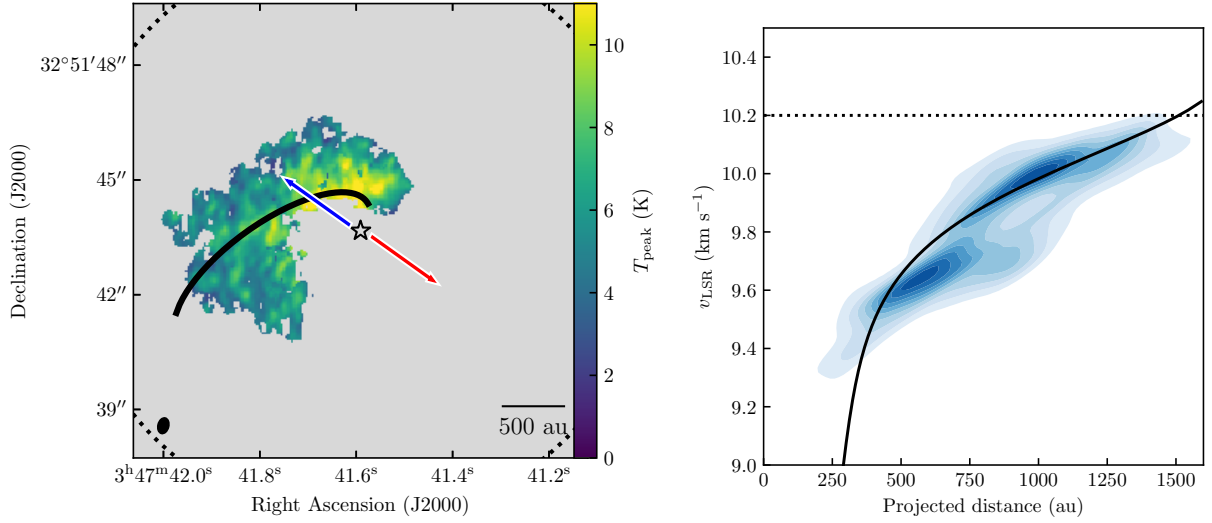 32°51′48″
45″
42″
39″
Declination (J2000)
3ʰ47ᵐ42.0ˢ
41.8ˢ
41.6ˢ
41.4ˢ
41.2ˢ
Right Ascension (J2000)
500 au
10
8
6
4
2
0
T_peak (K)
10.4
10.2
10.0
9.8
9.6
9.4
9.2
9.0
v_LSR (km s⁻¹)
0
250
500
750
1000
1250
1500
Projected distance (au)